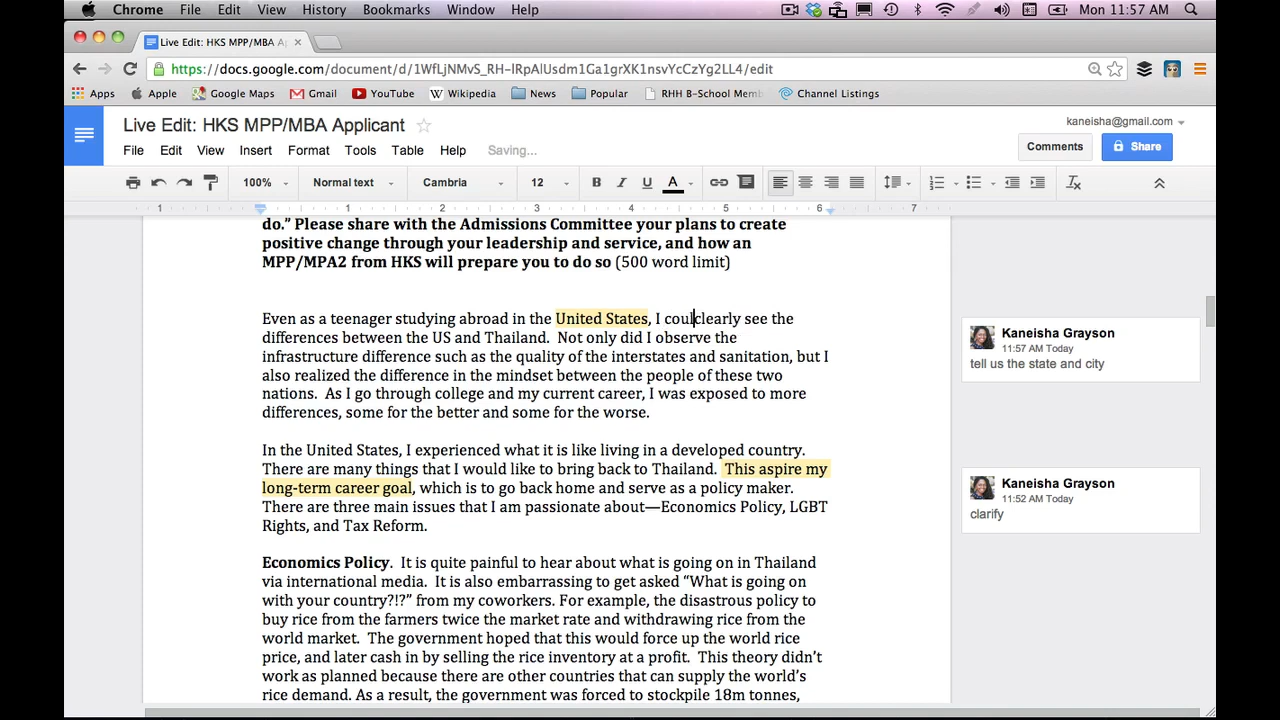 Chrome File Edit View History Bookmarks Window Help Mon 11:57 AM
Live Edit: HKS MPP/MBA Ap
https://docs.google.com/document/d/1WfLjNMvS_RH-lRpAlUsdm1Ga1grXK1nsvYcCzYg2LL4/edit
Apps Apple Google Maps Gmail YouTube Wikipedia News Popular RHH B-School Memb Channel Listings
Live Edit: HKS MPP/MBA Applicant
kaneisha@gmail.com
File Edit View Insert Format Tools Table Help Saving...
Comments Share
100% Normal text Cambria 12 B I U A
1 1 2 3 4 5 6 7
do.” Please share with the Admissions Committee your plans to create
positive change through your leadership and service, and how an
MPP/MPA2 from HKS will prepare you to do so (500 word limit)
Even as a teenager studying abroad in the United States, I coulclearly see the
differences between the US and Thailand. Not only did I observe the
infrastructure difference such as the quality of the interstates and sanitation, but I
also realized the difference in the mindset between the people of these two
nations. As I go through college and my current career, I was exposed to more
differences, some for the better and some for the worse.
Kaneisha Grayson
11:57 AM Today
tell us the state and city
In the United States, I experienced what it is like living in a developed country.
There are many things that I would like to bring back to Thailand. This aspire my
long-term career goal, which is to go back home and serve as a policy maker.
There are three main issues that I am passionate about—Economics Policy, LGBT
Rights, and Tax Reform.
Kaneisha Grayson
11:52 AM Today
clarify
Economics Policy. It is quite painful to hear about what is going on in Thailand
via international media. It is also embarrassing to get asked “What is going on
with your country?!?” from my coworkers. For example, the disastrous policy to
buy rice from the farmers twice the market rate and withdrawing rice from the
world market. The government hoped that this would force up the world rice
price, and later cash in by selling the rice inventory at a profit. This theory didn’t
work as planned because there are other countries that can supply the world’s
rice demand. As a result, the government was forced to stockpile 18m tonnes,